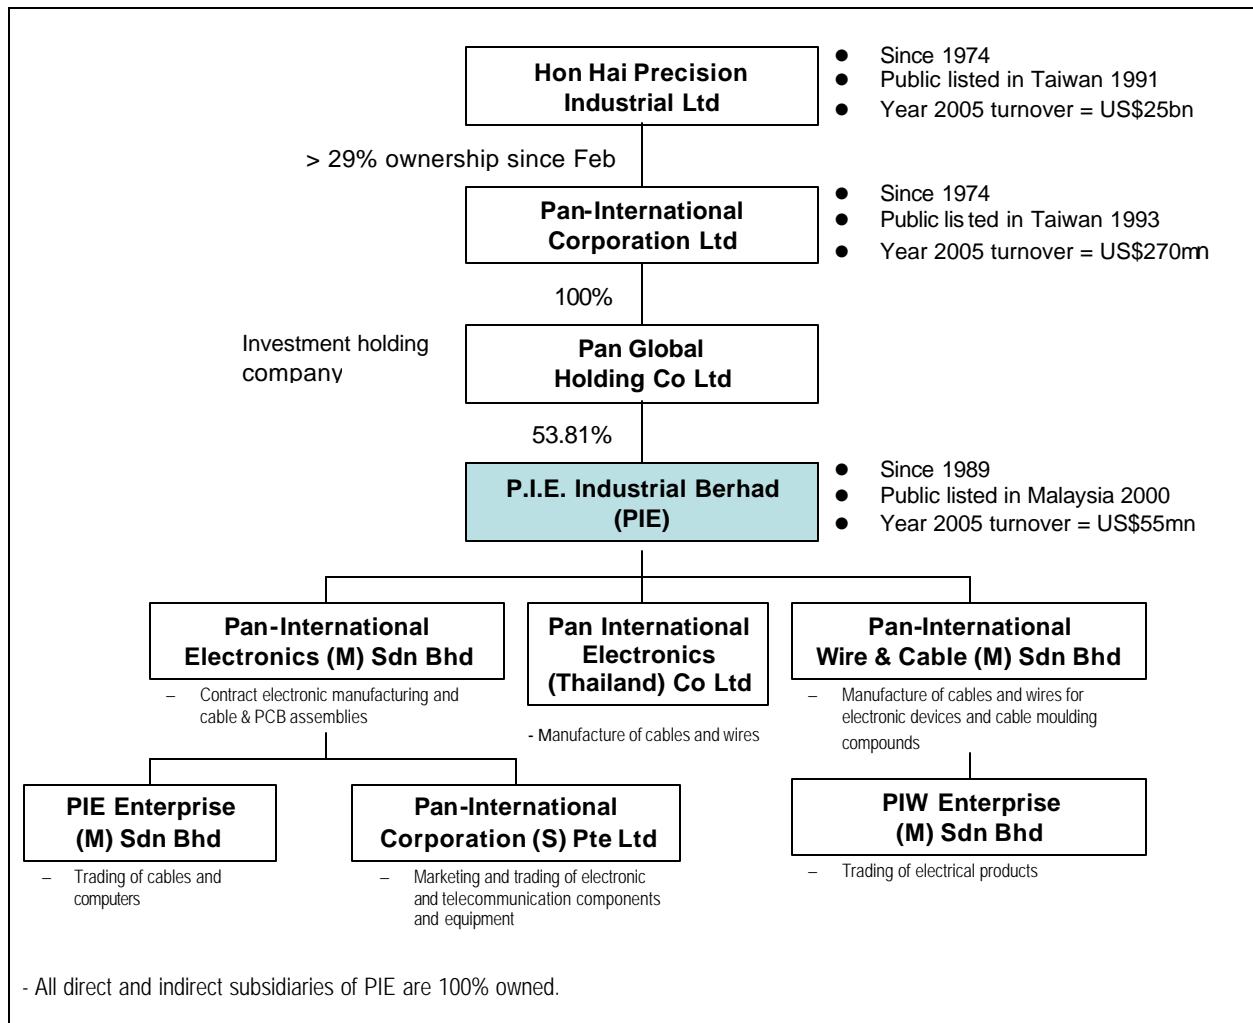 Hon Hai Precision
Industrial Ltd
● Since 1974
● Public listed in Taiwan 1991
● Year 2005 turnover = US$25bn
> 29% ownership since Feb
Pan-International
Corporation Ltd
● Since 1974
● Public listed in Taiwan 1993
● Year 2005 turnover = US$270mn
100%
Investment holding
company
Pan Global
Holding Co Ltd
53.81%
P.I.E. Industrial Berhad
(PIE)
● Since 1989
● Public listed in Malaysia 2000
● Year 2005 turnover = US$55mn
Pan-International
Electronics (M) Sdn Bhd
– Contract electronic manufacturing and
cable & PCB assemblies
Pan International
Electronics
(Thailand) Co Ltd
- Manufacture of cables and wires
Pan-International
Wire & Cable (M) Sdn Bhd
– Manufacture of cables and wires for
electronic devices and cable moulding
compounds
PIE Enterprise
(M) Sdn Bhd
– Trading of cables and
computers
Pan-International
Corporation (S) Pte Ltd
– Marketing and trading of electronic
and telecommunication components
and equipment
PIW Enterprise
(M) Sdn Bhd
– Trading of electrical products
- All direct and indirect subsidiaries of PIE are 100% owned.